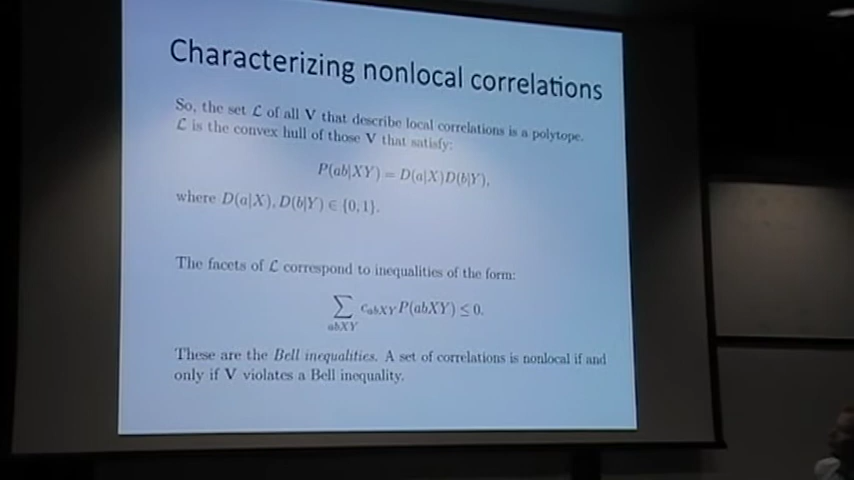 Characterizing nonlocal correlations
So, the set ℒ of all V that describe local correlations is a polytope.
ℒ is the convex hull of those V that satisfy:
P(ab|XY) = D(a|X)D(b|Y),
where D(a|X), D(b|Y) ∈ {0, 1}.
The facets of ℒ correspond to inequalities of the form:
∑ c_{abXY} P(abXY) ≤ 0.
abXY
These are the Bell inequalities. A set of correlations is nonlocal if and
only if V violates a Bell inequality.